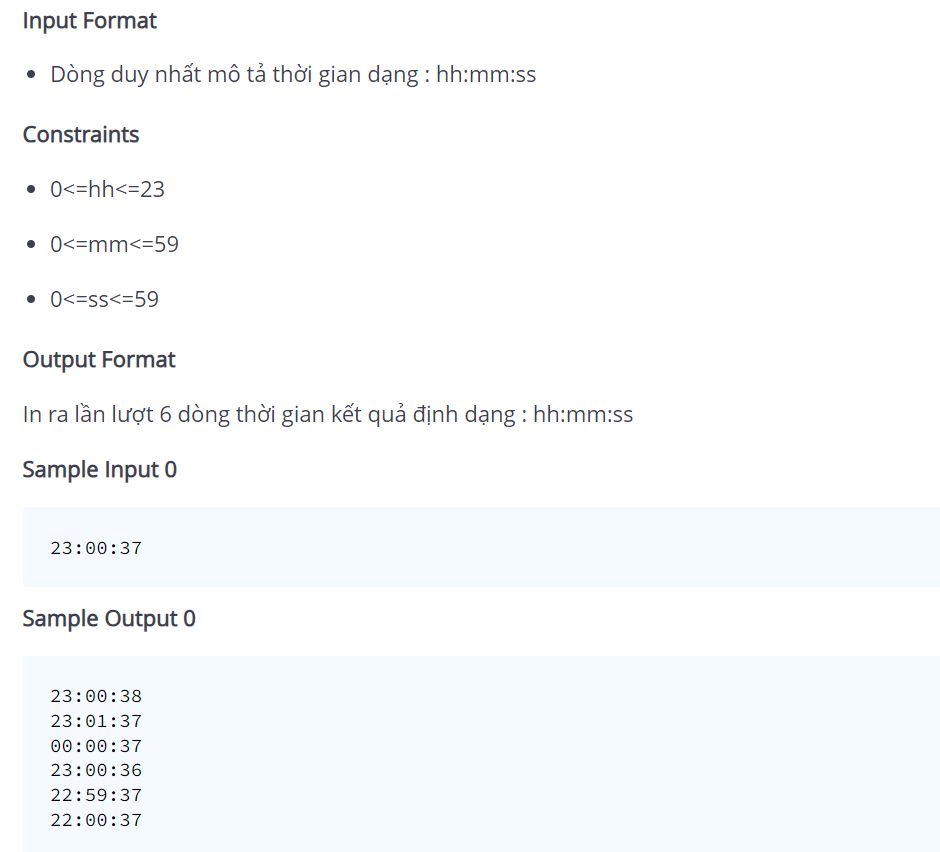 Input Format
• Dòng duy nhất mô tả thời gian dạng : hh:mm:ss
Constraints
• 0<=hh<=23
• 0<=mm<=59
• 0<=ss<=59
Output Format
In ra lần lượt 6 dòng thời gian kết quả định dạng : hh:mm:ss
Sample Input 0
23:00:37
Sample Output 0
23:00:38
23:01:37
00:00:37
23:00:36
22:59:37
22:00:37